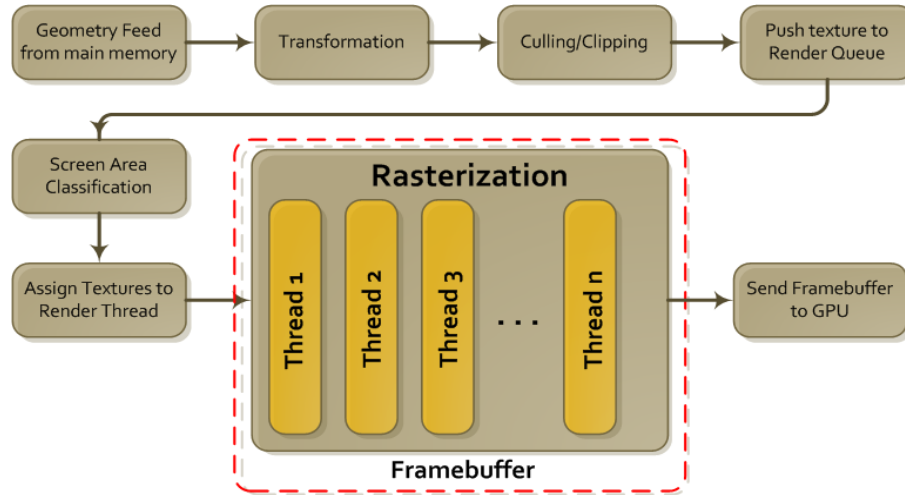 Geometry Feed
from main memory
Transformation
Culling/Clipping
Push texture to
Render Queue
Screen Area
Classification
Assign Textures to
Render Thread
Rasterization
Thread 1
Thread 2
Thread 3
. . .
Thread n
Framebuffer
Send Framebuffer
to GPU